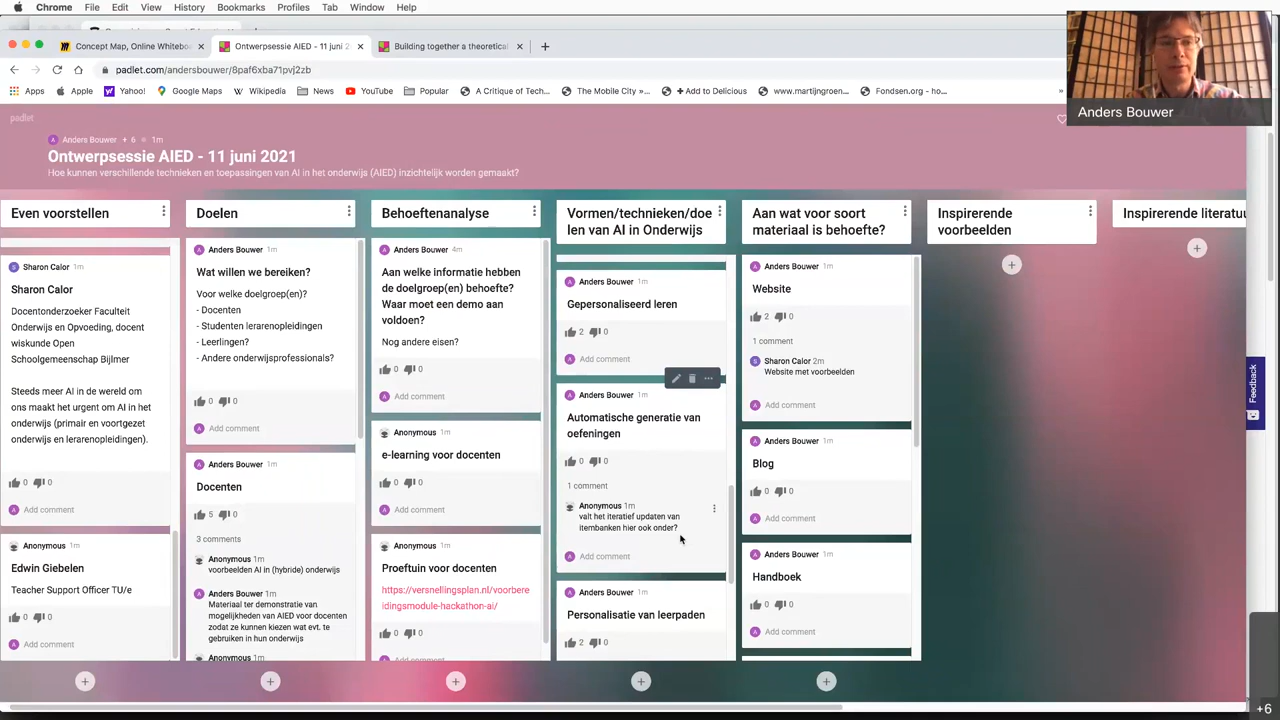 Chrome File Edit View History Bookmarks Profiles Tab Window Help
Concept Map, Online Whitebo
Ontwerpsessie AIED - 11 juni 2
Building together a theoretical
padlet.com/andersbouwer/8paf6xba71pvj2zb
Apps Apple Yahoo! Google Maps Wikipedia News YouTube Popular A Critique of Tech... The Mobile City »... + Add to Delicious www.martijngroen... Fondsen.org - ho... »
Anders Bouwer
padlet
Anders Bouwer + 6 1m
Ontwerpsessie AIED - 11 juni 2021
Hoe kunnen verschillende technieken en toepassingen van AI in het onderwijs (AIED) inzichtelijk worden gemaakt?
Even voorstellen
Sharon Calor 1m
Sharon Calor
Docentonderzoeker Faculteit
Onderwijs en Opvoeding, docent
wiskunde Open
Schoolgemeenschap Bijlmer
Steeds meer AI in de wereld om
ons maakt het urgent om AI in het
onderwijs (primair en voortgezet
onderwijs en lerarenopleidingen).
0 0
Add comment
Anonymous 1m
Edwin Giebelen
Teacher Support Officer TU/e
0 0
Add comment
Doelen
Anders Bouwer 1m
Wat willen we bereiken?
Voor welke doelgroep(en)?
- Docenten
- Studenten lerarenopleidingen
- Leerlingen?
- Andere onderwijsprofessionals?
0 0
Add comment
Anders Bouwer 1m
Docenten
5 0
3 comments
Anonymous 1m
voorbeelden AI in (hybride) onderwijs
Anders Bouwer 1m
Materiaal ter demonstratie van
mogelijkheden van AIED voor docenten
zodat ze kunnen kiezen wat evt. te
gebruiken in hun onderwijs
Anonymous 1m
Behoeftenanalyse
Anders Bouwer 4m
Aan welke informatie hebben
de doelgroep(en) behoefte?
Waar moet een demo aan
voldoen?
Nog andere eisen?
0 0
Add comment
Anonymous 1m
e-learning voor docenten
0 0
Add comment
Anonymous 1m
Proeftuin voor docenten
https://versnellingsplan.nl/voorbere
idingsmodule-hackathon-ai/
0 0
Add comment
Vormen/technieken/doe
len van AI in Onderwijs
Anders Bouwer 1m
Gepersonaliseerd leren
2 0
Add comment
Anders Bouwer 1m
Automatische generatie van
oefeningen
0 0
1 comment
Anonymous 1m
valt het iteratief updaten van
itembanken hier ook onder?
Add comment
Anders Bouwer 1m
Personalisatie van leerpaden
2 0
Aan wat voor soort
materiaal is behoefte?
Anders Bouwer 1m
Website
2 0
1 comment
Sharon Calor 2m
Website met voorbeelden
Add comment
Anders Bouwer 1m
Blog
0 0
Add comment
Anders Bouwer 1m
Handboek
0 0
Add comment
Inspirerende
voorbeelden
Inspirerende literatuu
Feedback
+6